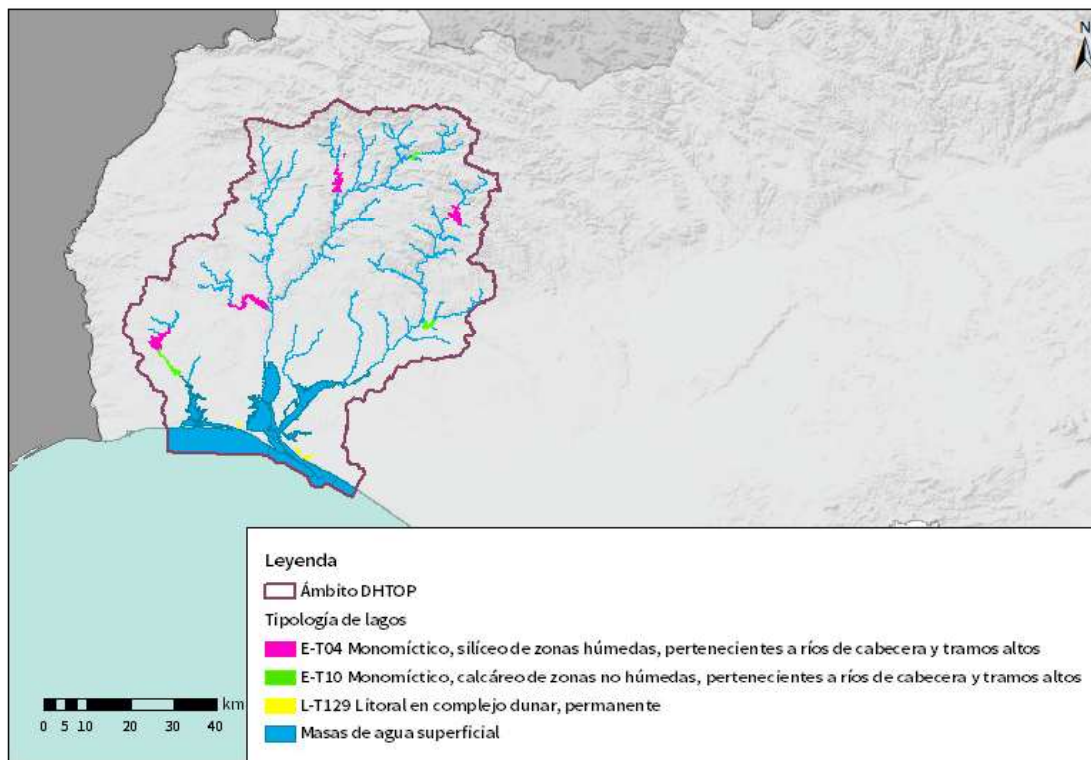 N
Leyenda
Ámbito DHTOP
Tipología de lagos
E-T04 Monomíctico, silíceo de zonas húmedas, pertenecientes a ríos de cabecera y tramos altos
E-T10 Monomíctico, calcáreo de zonas no húmedas, pertenecientes a ríos de cabecera y tramos altos
L-T129 Litoral en complejo dunar, permanente
Masas de agua superficial
km
0 5 10 20 30 40